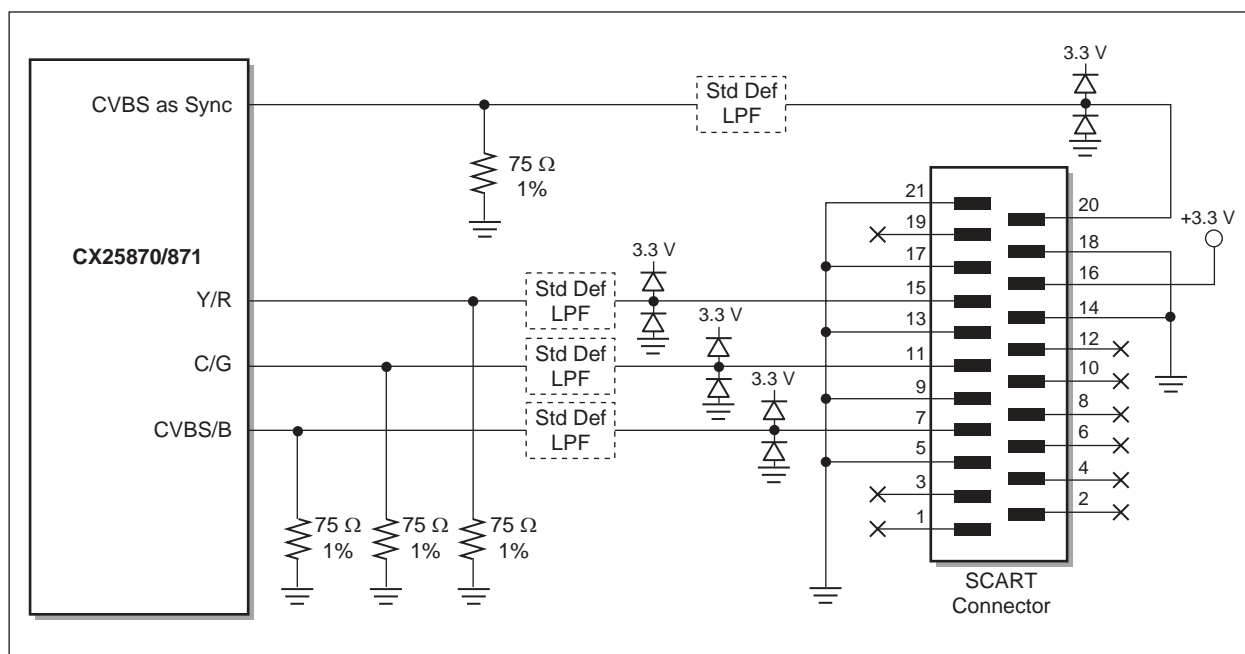 CVBS as Sync
Std Def
LPF
3.3 V
75 Ω
1%
CX25870/871
21
20
19
+3.3 V
18
17
16
3.3 V
Y/R
Std Def
LPF
15
14
3.3 V
13
12
C/G
Std Def
LPF
11
10
3.3 V
9
8
CVBS/B
Std Def
LPF
7
6
5
4
3
2
1
75 Ω
1%
75 Ω
1%
75 Ω
1%
SCART
Connector